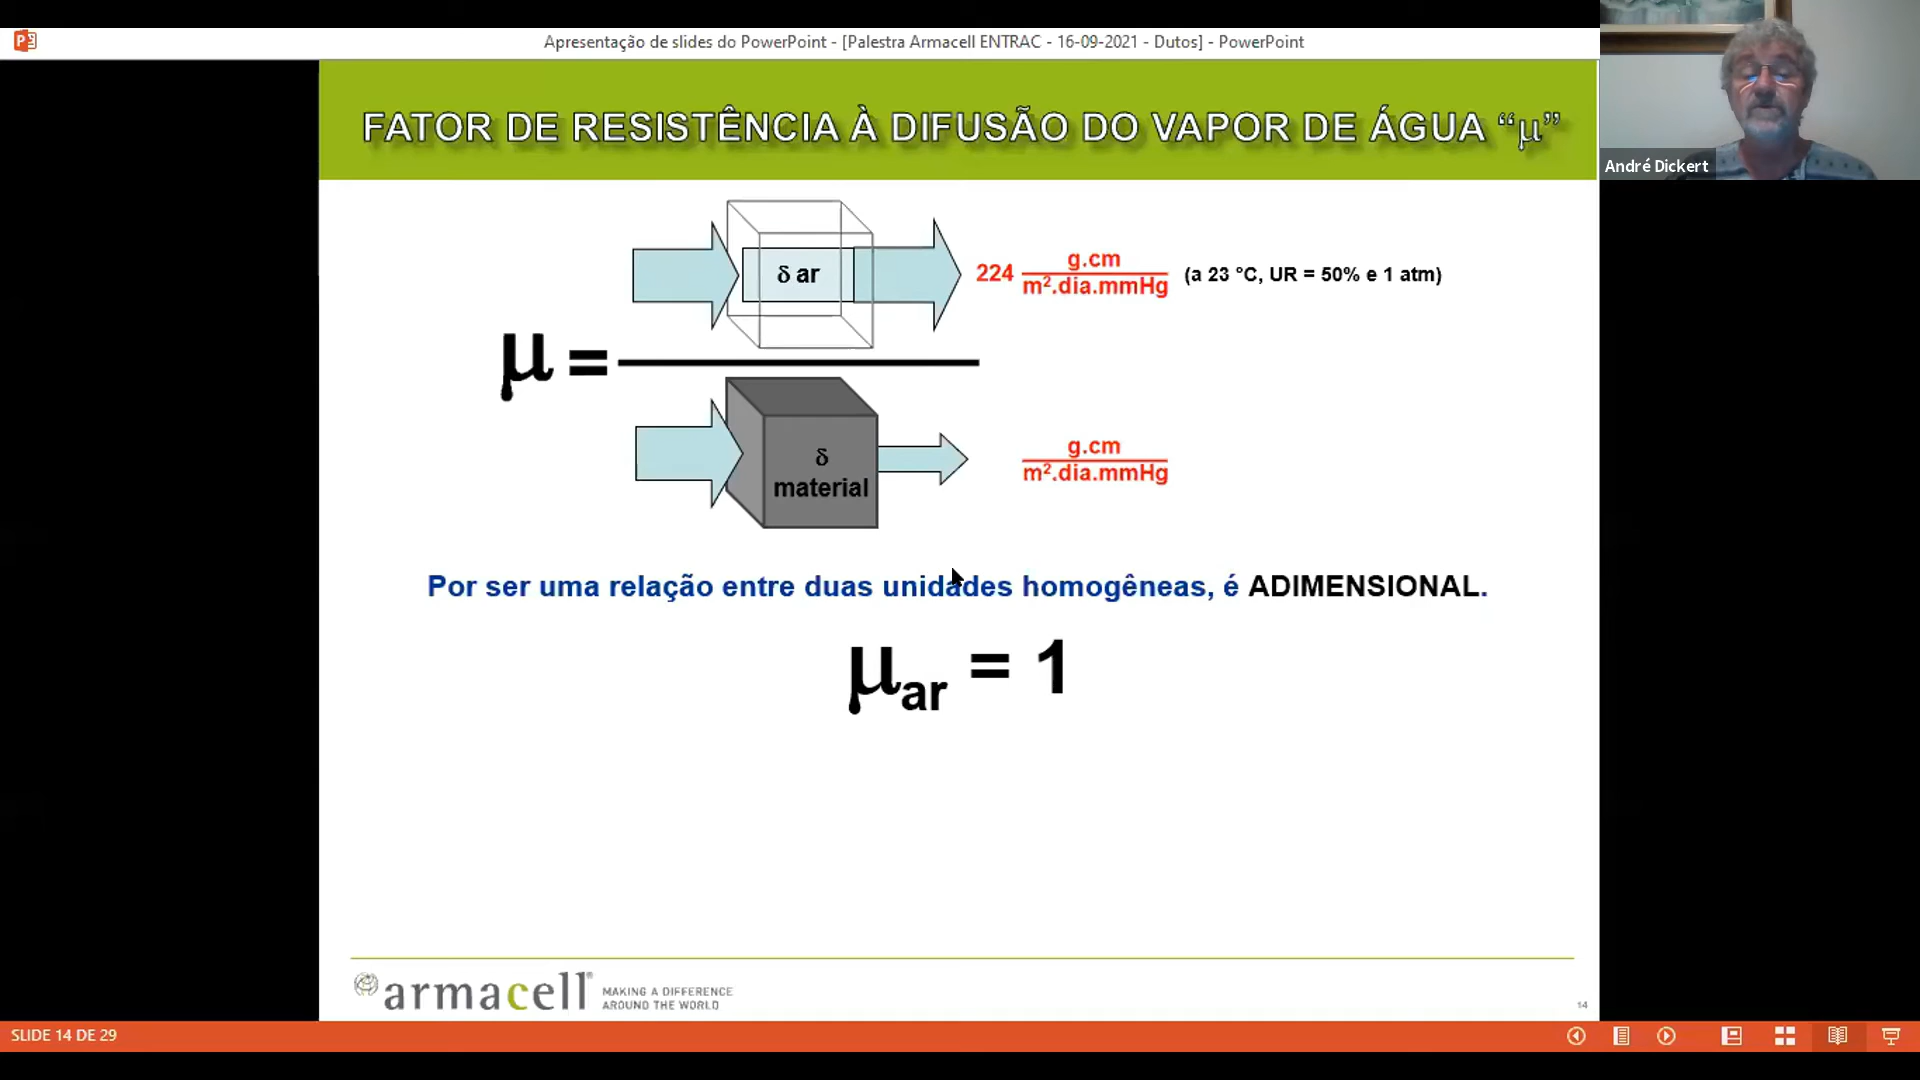 Apresentação de slides do PowerPoint - [Palestra Armacell ENTRAC - 16-09-2021 - Dutos] - PowerPoint
André Dickert
FATOR DE RESISTÊNCIA À DIFUSÃO DO VAPOR DE ÁGUA “μ”
δ ar
224 g.cm
m².dia.mmHg
(a 23 °C, UR = 50% e 1 atm)
μ =
δ
material
g.cm
m².dia.mmHg
Por ser uma relação entre duas unidades homogêneas, é ADIMENSIONAL.
μar = 1
armacell®
MAKING A DIFFERENCE
AROUND THE WORLD
14
SLIDE 14 DE 29